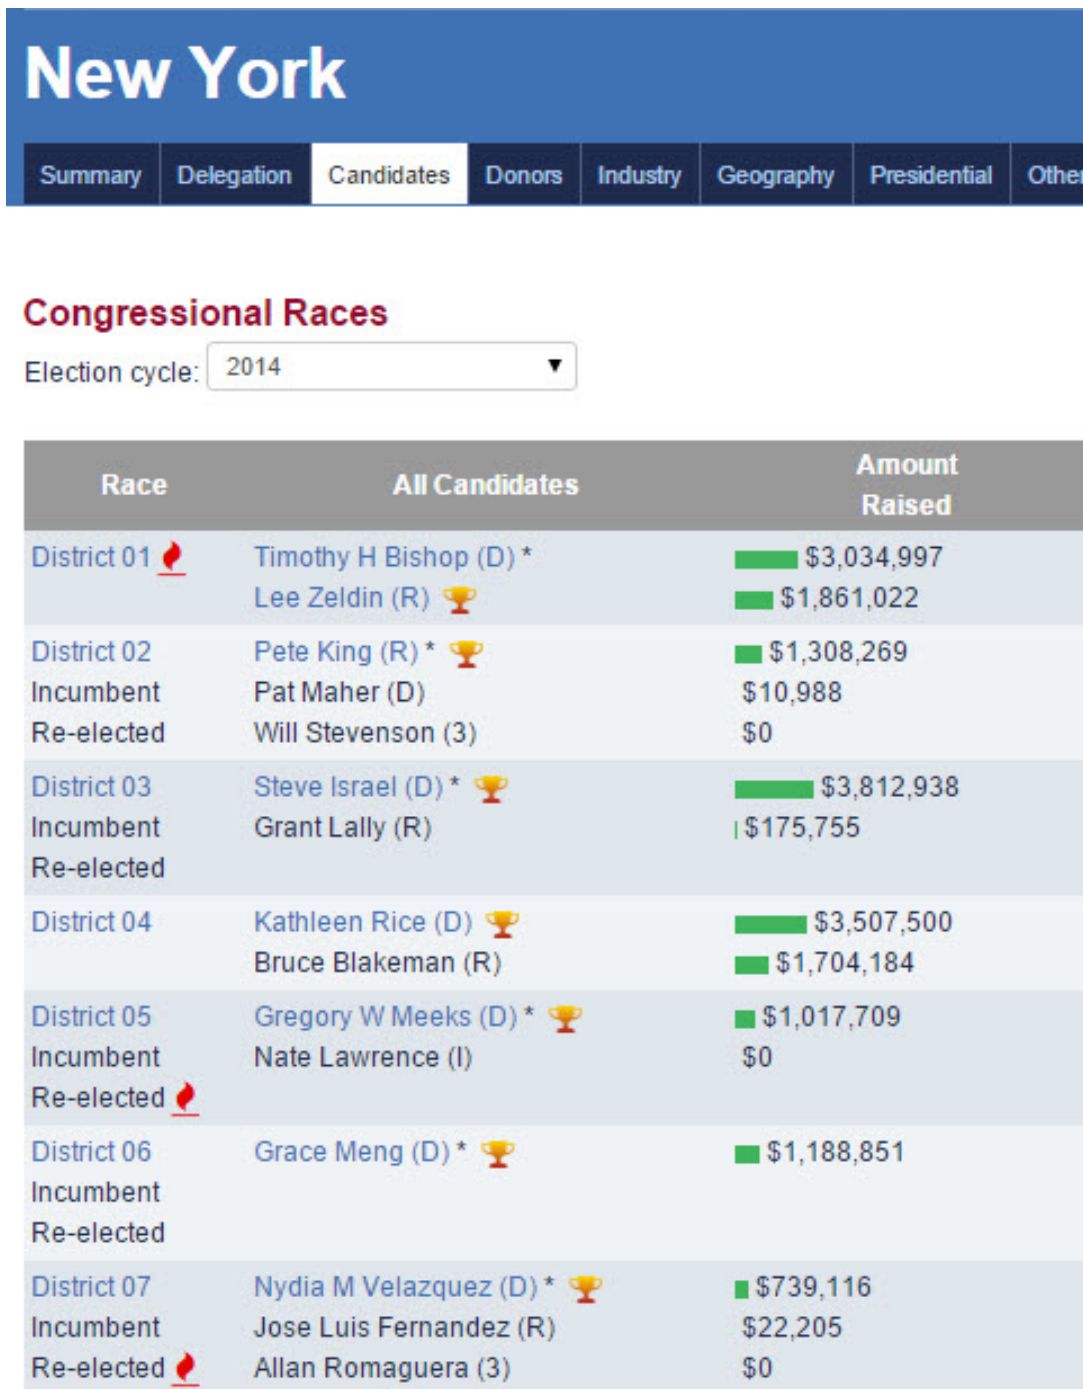 New York
Summary Delegation Candidates Donors Industry Geography Presidential Other
Congressional Races
Election cycle: 2014
Race All Candidates Amount Raised
District 01 Timothy H Bishop (D) * $3,034,997
Lee Zeldin (R) $1,861,022
District 02 Pete King (R) * $1,308,269
Incumbent Pat Maher (D) $10,988
Re-elected Will Stevenson (3) $0
District 03 Steve Israel (D) * $3,812,938
Incumbent Grant Lally (R) $175,755
Re-elected
District 04 Kathleen Rice (D) $3,507,500
Bruce Blakeman (R) $1,704,184
District 05 Gregory W Meeks (D) * $1,017,709
Incumbent Nate Lawrence (I) $0
Re-elected
District 06 Grace Meng (D) * $1,188,851
Incumbent
Re-elected
District 07 Nydia M Velazquez (D) * $739,116
Incumbent Jose Luis Fernandez (R) $22,205
Re-elected Allan Romaguera (3) $0